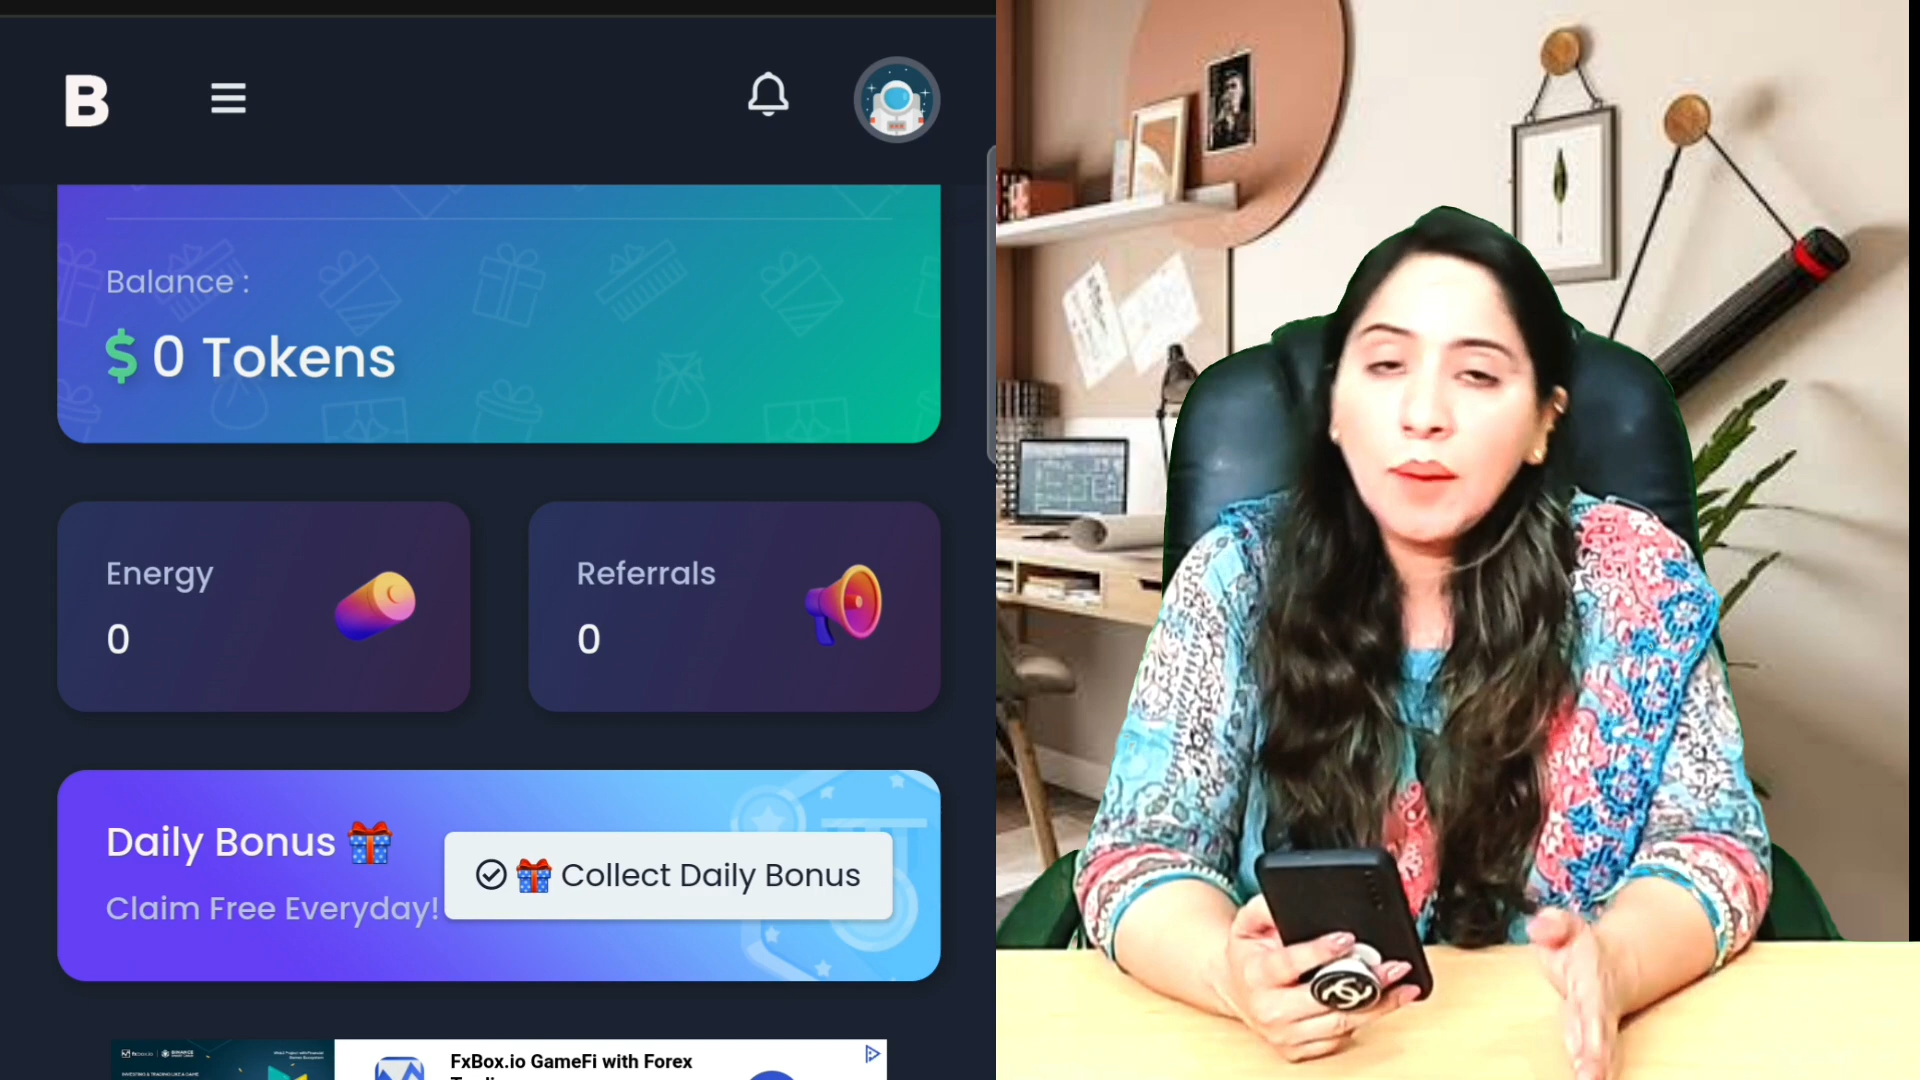 B
Balance :
$ 0 Tokens
Energy
0
Referrals
0
Daily Bonus
Claim Free Everyday!
Collect Daily Bonus
FxBox.io GameFi with Forex